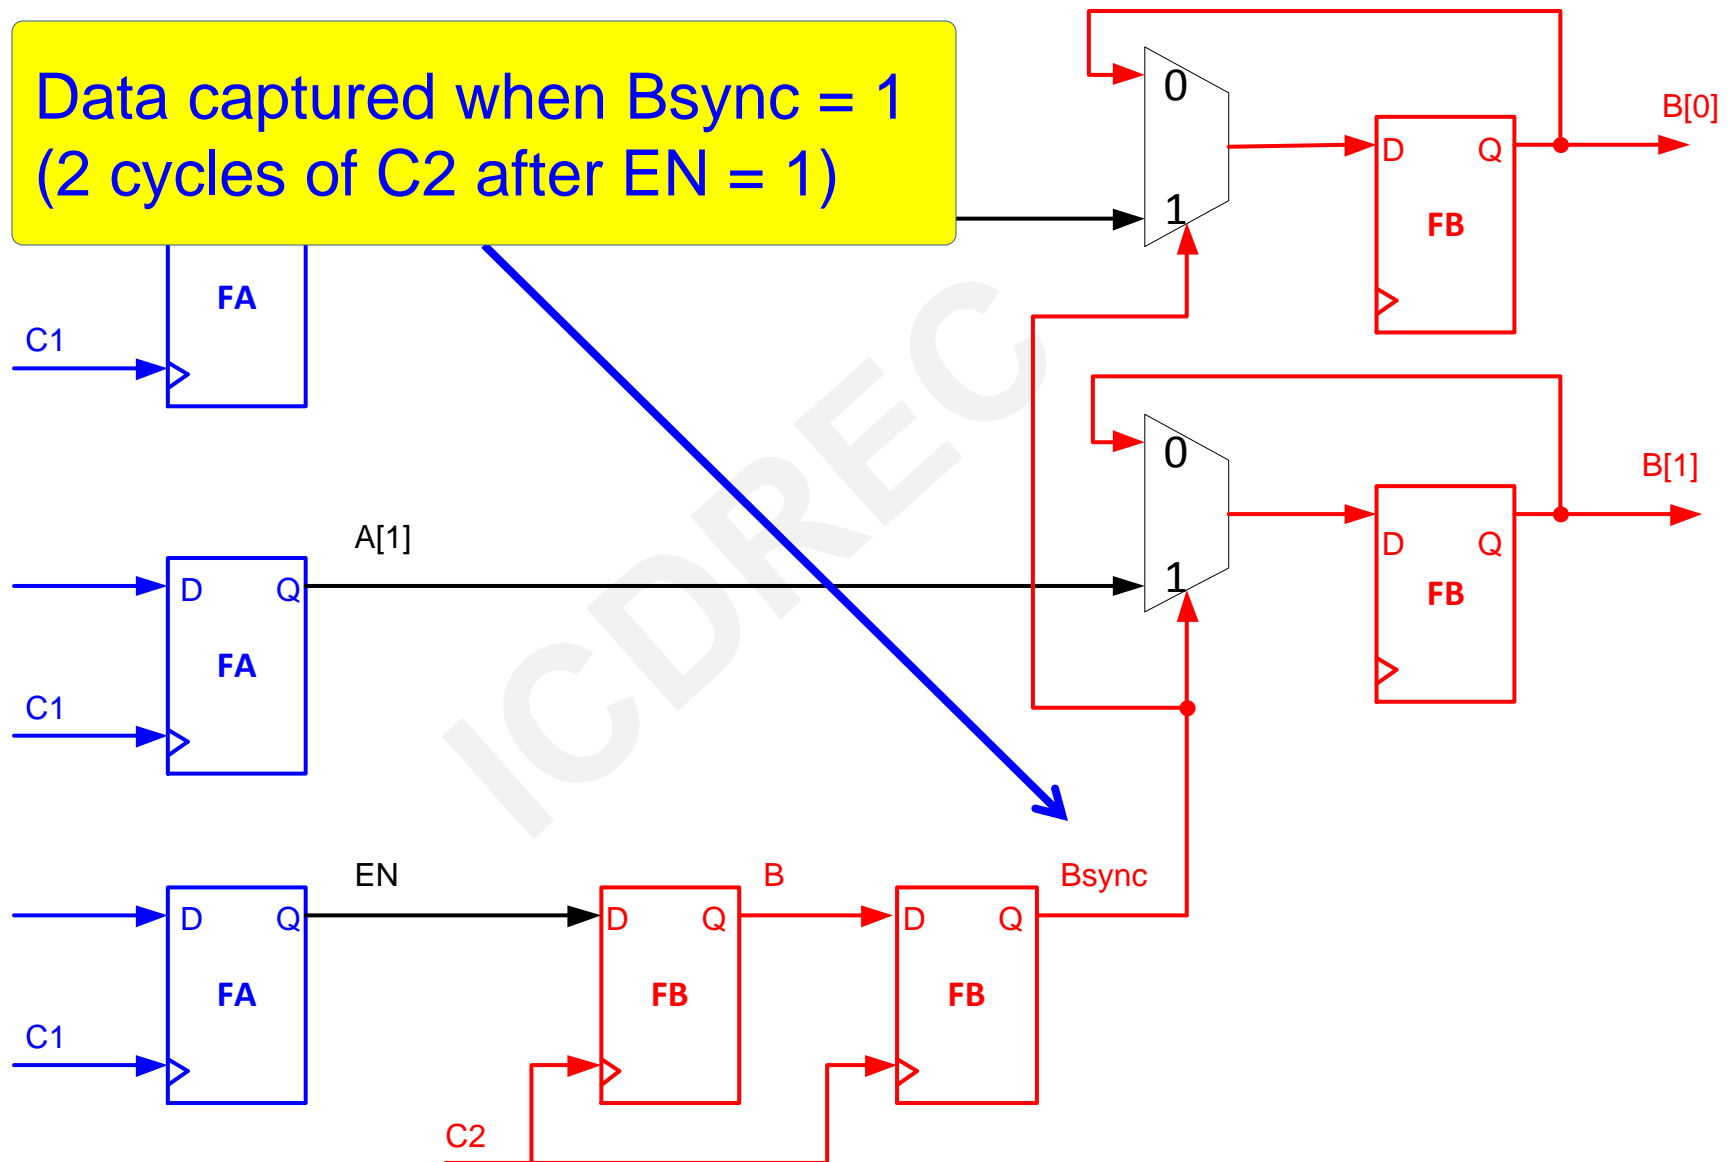 Data captured when Bsync = 1
(2 cycles of C2 after EN = 1)
0
1
D Q
FB
B[0]
FA
C1
0
1
D Q
FB
B[1]
A[1]
D Q
FA
C1
ICDREC
EN
D Q
FA
C1
B
D Q
FB
Bsync
D Q
FB
C2